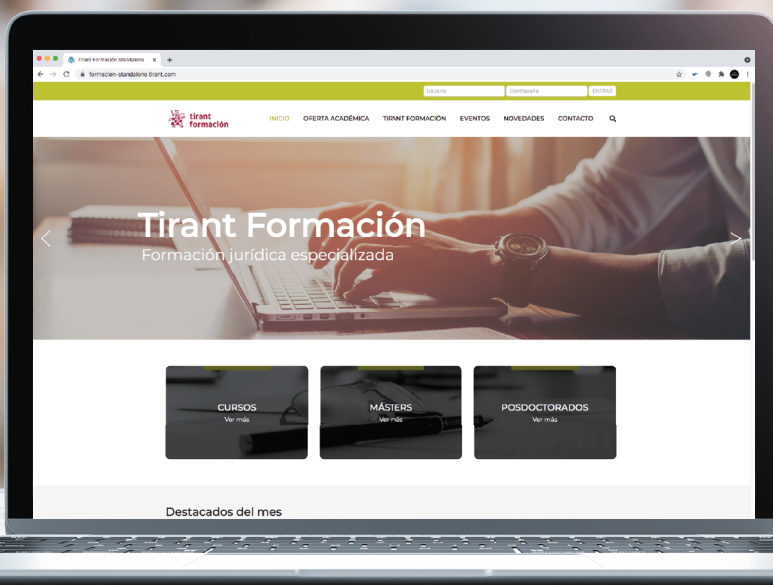 Tirant Formación Standalone
formacion-standalone.tirant.com
Usuario Contraseña ENTRAR
tirant
formación
INICIO OFERTA ACADÉMICA TIRANT FORMACIÓN EVENTOS NOVEDADES CONTACTO
Tirant Formación
Formación jurídica especializada
CURSOS MÁSTERS POSDOCTORADOS
Ver más Ver más Ver más
Destacados del mes